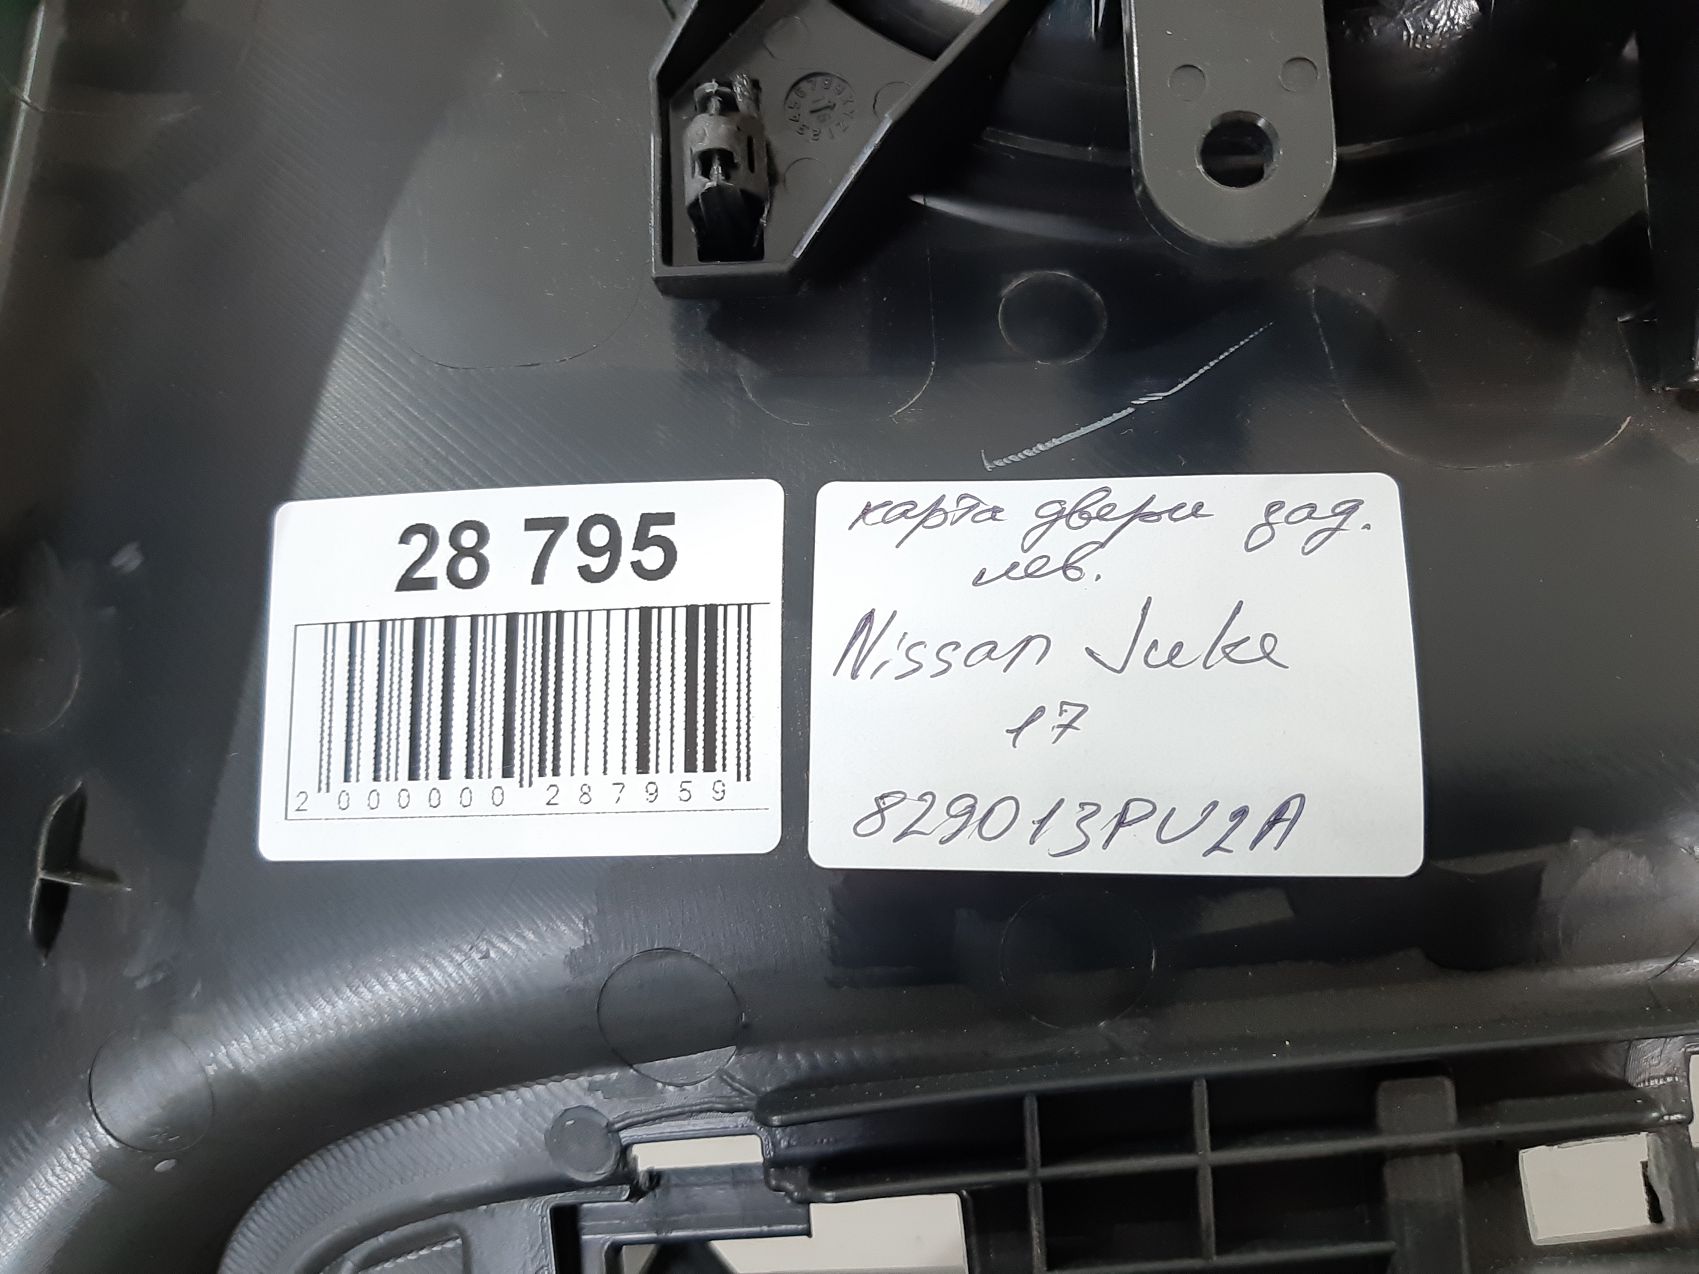 28 795
2 000000 287959
карта двери зад.
лев.
Nissan Juke
17
829013PU2A